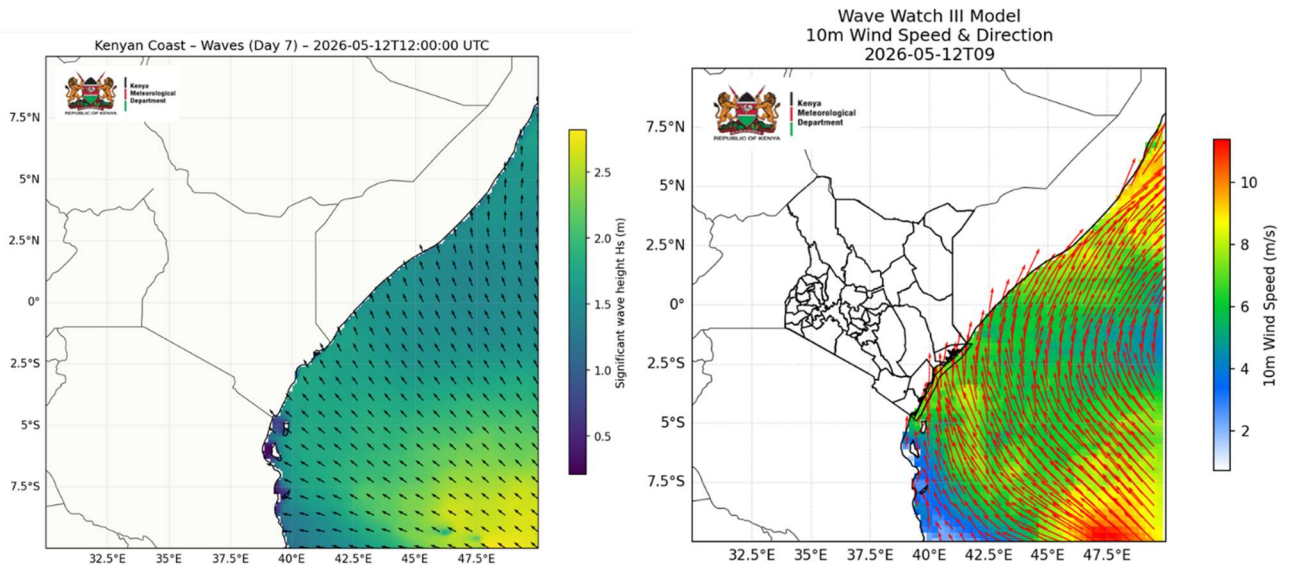 Kenyan Coast – Waves (Day 7) – 2026-05-12T12:00:00 UTC
Kenya
Meteorological
Department
REPUBLIC OF KENYA
7.5°N
5°N
2.5°N
0°
2.5°S
5°S
7.5°S
32.5°E 35°E 37.5°E 40°E 42.5°E 45°E 47.5°E
2.5
2.0
1.5
1.0
0.5
Significant wave height Hs (m)
Wave Watch III Model
10m Wind Speed & Direction
2026-05-12T09
Kenya
Meteorological
Department
REPUBLIC OF KENYA
7.5°N
5°N
2.5°N
0°
2.5°S
5°S
7.5°S
32.5°E 35°E 37.5°E 40°E 42.5°E 45°E 47.5°E
10
8
6
4
2
10m Wind Speed (m/s)